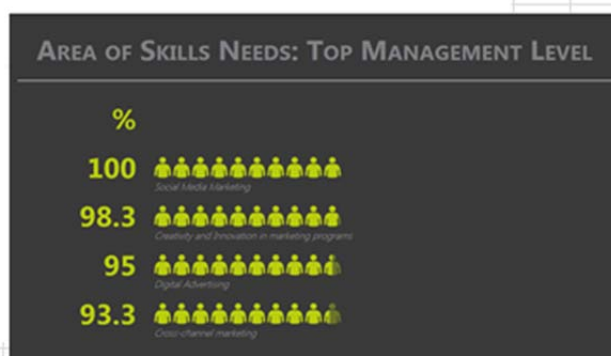 AREA OF SKILLS NEEDS: TOP MANAGEMENT LEVEL
%
100
Social Media Marketing
98.3
Creativity and Innovation in marketing programs
95
Digital Advertising
93.3
Cross-channel marketing